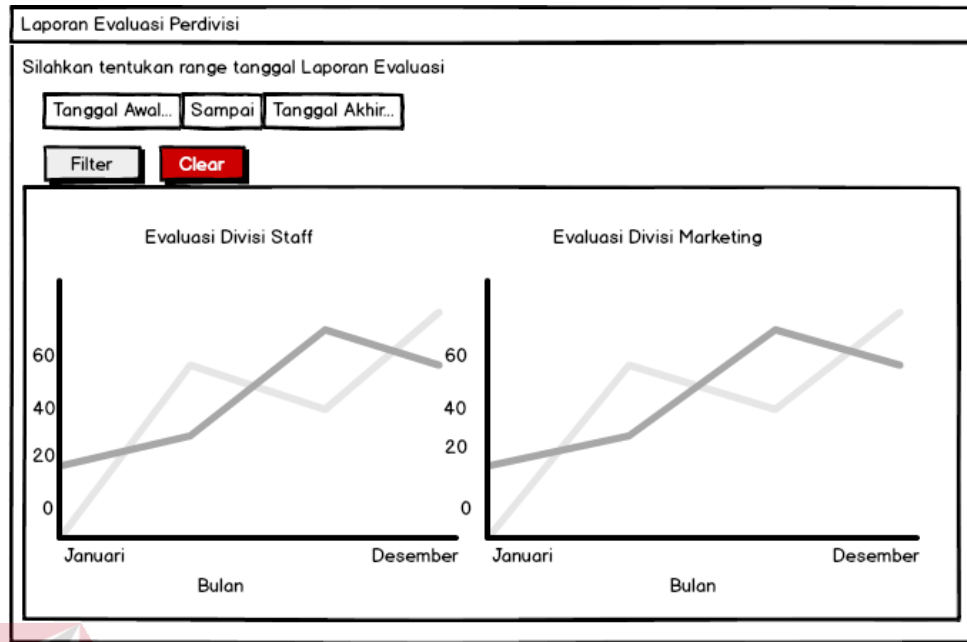 Laporan Evaluasi Perdivisi
Silahkan tentukan range tanggal Laporan Evaluasi
Tanggal Awal... Sampai Tanggal Akhir...
Filter Clear
Evaluasi Divisi Staff
60
40
20
0
Januari Desember
Bulan
Evaluasi Divisi Marketing
60
40
20
0
Januari Desember
Bulan